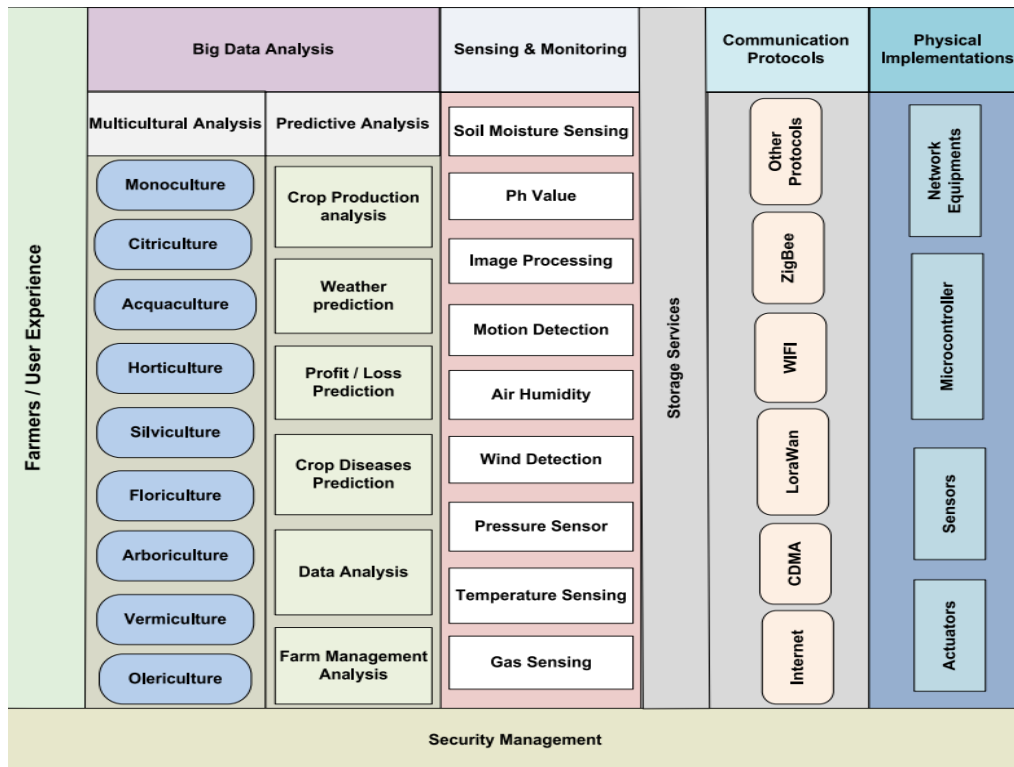 Farmers / User Experience
Big Data Analysis
Multicultural Analysis
Monoculture
Citriculture
Acquaculture
Horticulture
Silviculture
Floriculture
Arboriculture
Vermiculture
Olericulture
Predictive Analysis
Crop Production
analysis
Weather
prediction
Profit / Loss
Prediction
Crop Diseases
Prediction
Data Analysis
Farm Management
Analysis
Sensing & Monitoring
Soil Moisture Sensing
Ph Value
Image Processing
Motion Detection
Air Humidity
Wind Detection
Pressure Sensor
Temperature Sensing
Gas Sensing
Storage Services
Communication
Protocols
Other
Protocols
ZigBee
WIFI
LoraWan
CDMA
Internet
Physical
Implementations
Network
Equipments
Microcontroller
Sensors
Actuators
Security Management